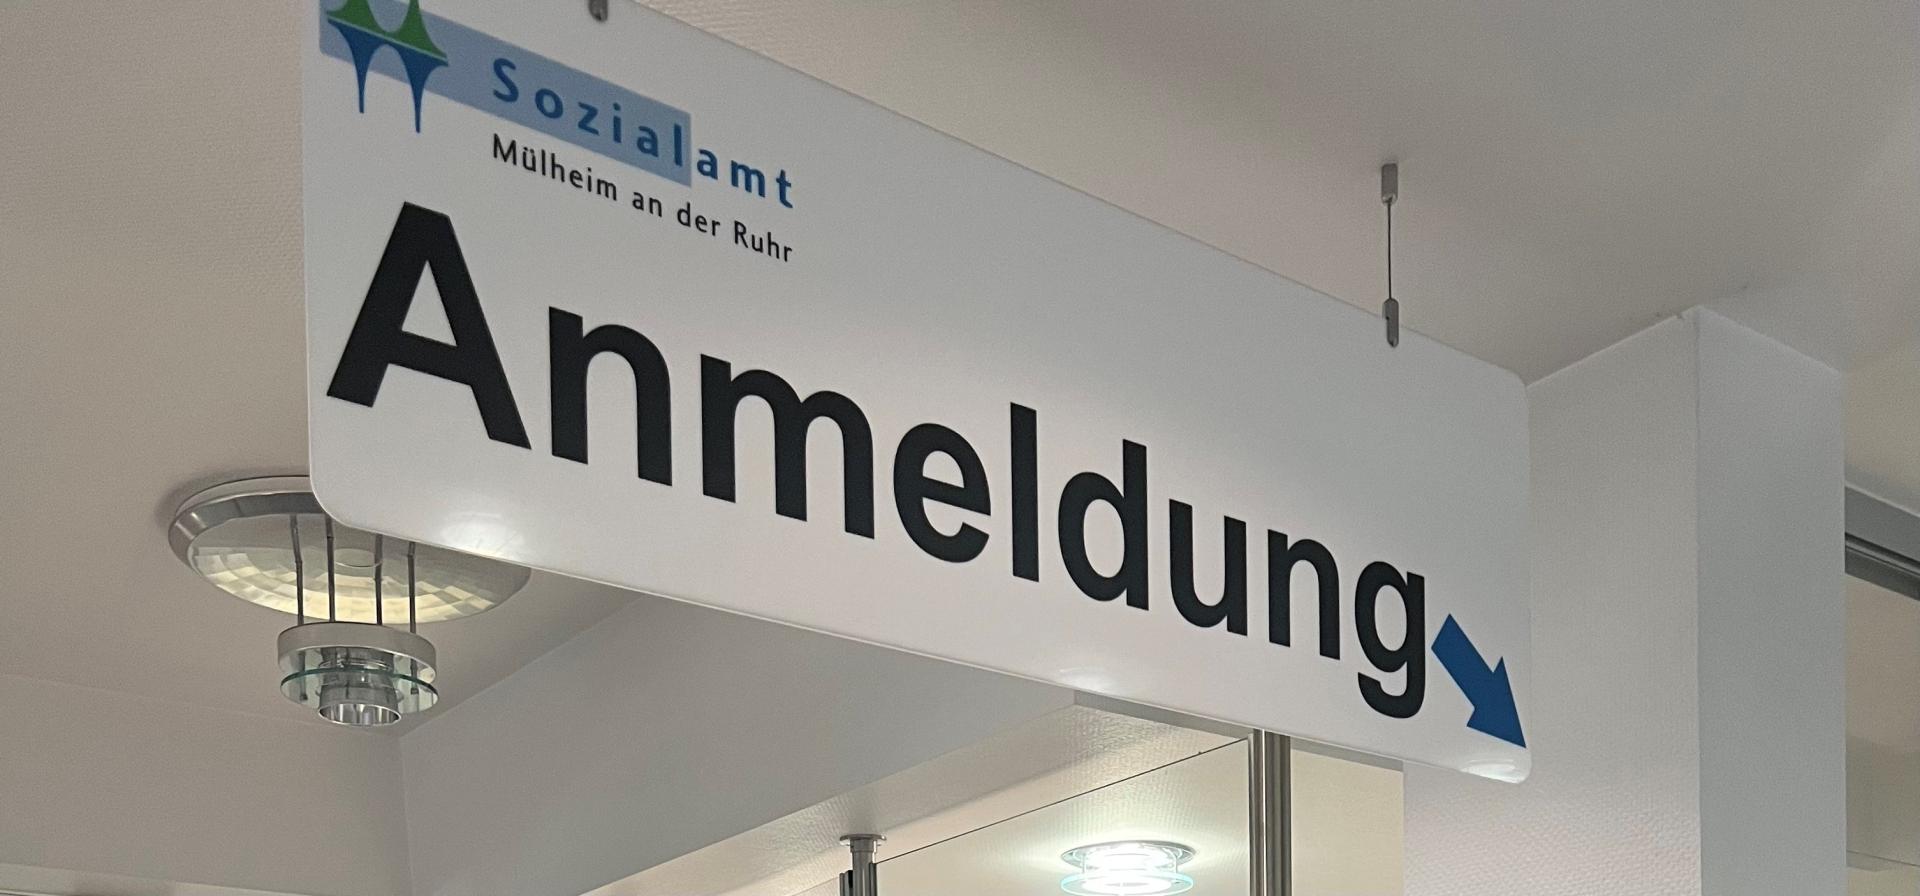 Sozialamt
Mülheim an der Ruhr
Anmeldung